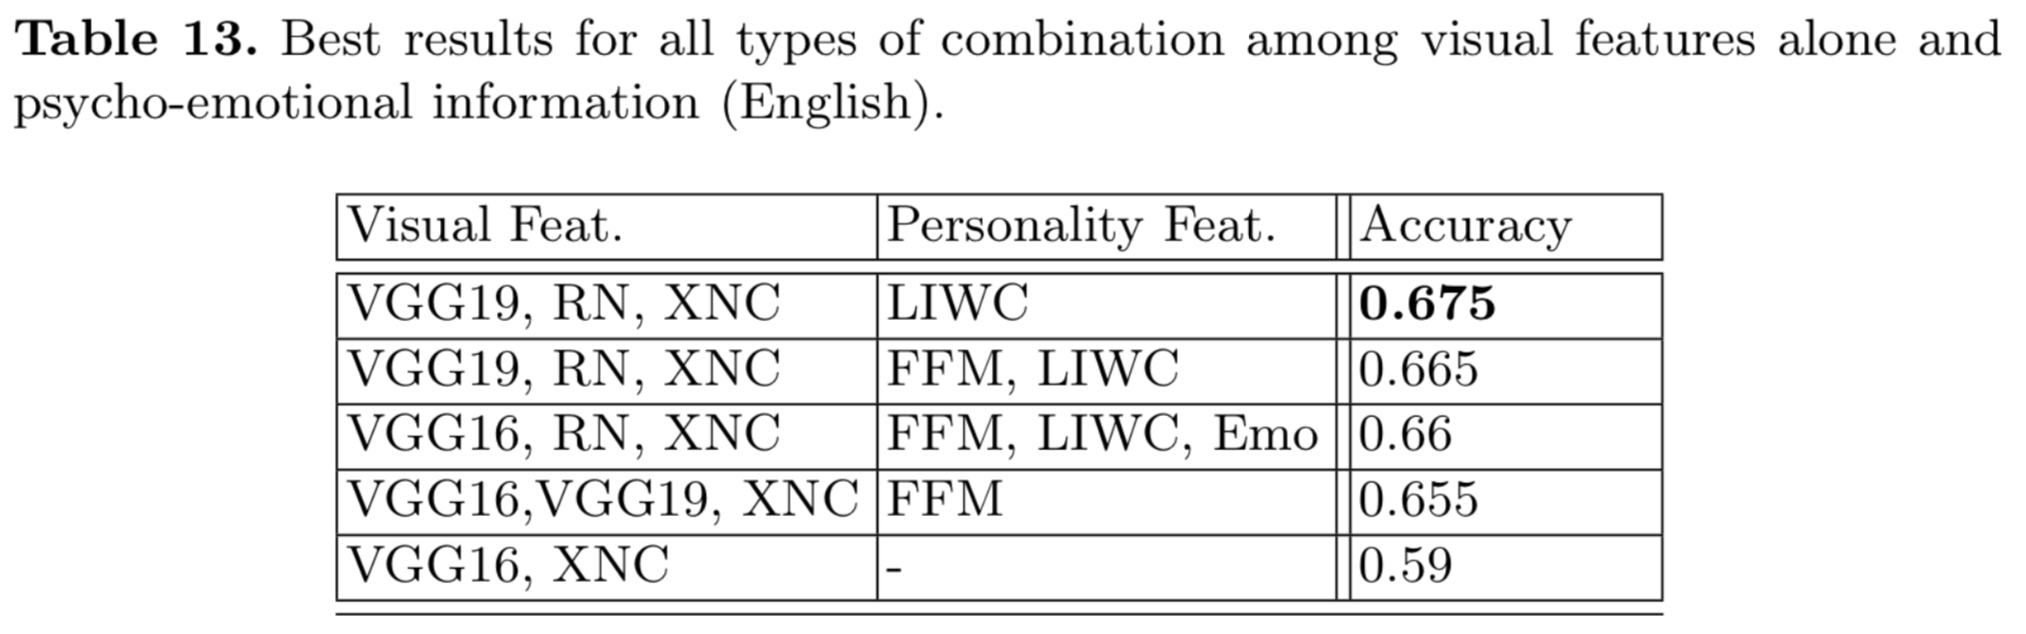 Table 13. Best results for all types of combination among visual features alone and
psycho-emotional information (English).
Visual Feat. Personality Feat. Accuracy
VGG19, RN, XNC LIWC 0.675
VGG19, RN, XNC FFM, LIWC 0.665
VGG16, RN, XNC FFM, LIWC, Emo 0.66
VGG16,VGG19, XNC FFM 0.655
VGG16, XNC - 0.59